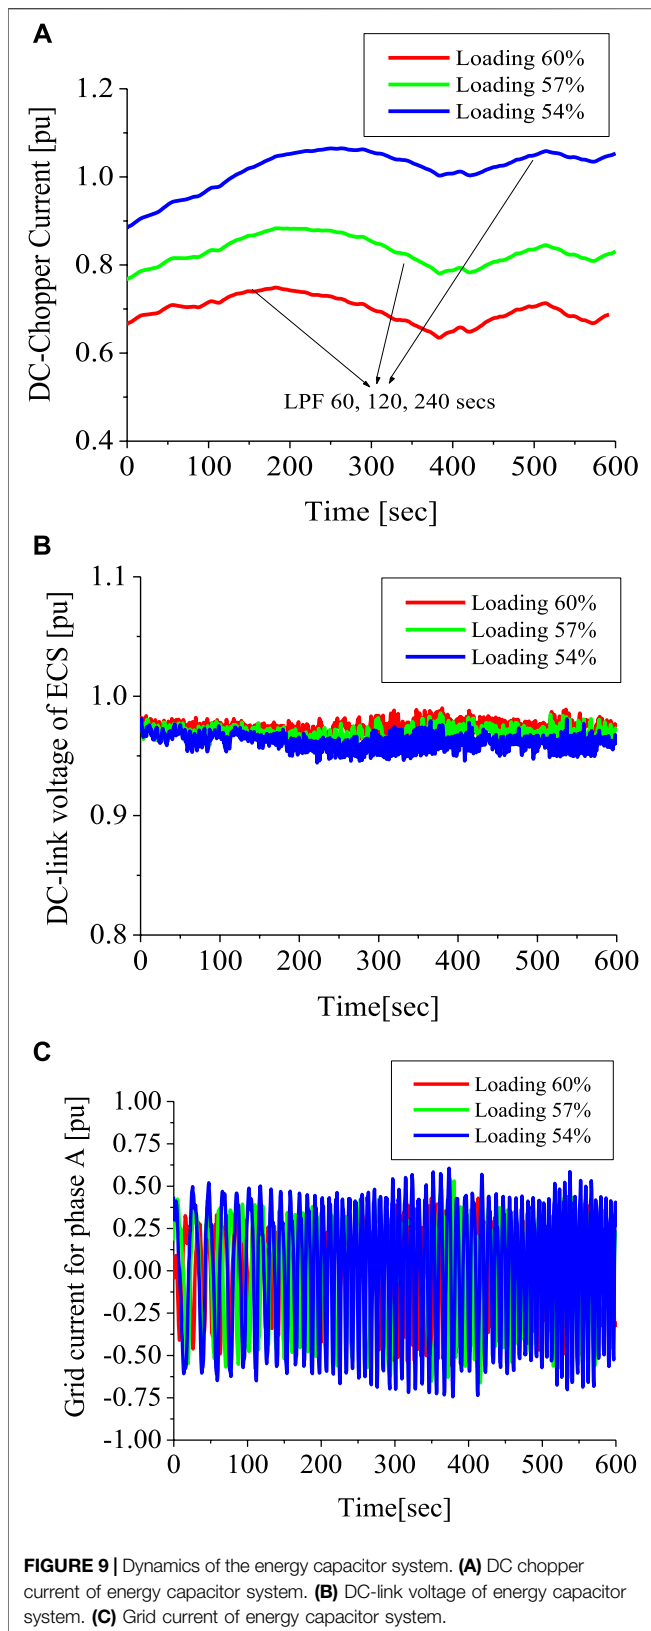 A
Loading 60%
Loading 57%
Loading 54%
DC-Chopper Current [pu]
1.2
1.0
0.8
0.6
0.4
LPF 60, 120, 240 secs
0 100 200 300 400 500 600
Time [sec]
B
Loading 60%
Loading 57%
Loading 54%
DC-link voltage of ECS [pu]
1.1
1.0
0.9
0.8
0 100 200 300 400 500 600
Time[sec]
C
Loading 60%
Loading 57%
Loading 54%
Grid current for phase A [pu]
1.00
0.75
0.50
0.25
0.00
-0.25
-0.50
-0.75
-1.00
0 100 200 300 400 500 600
Time[sec]
FIGURE 9 | Dynamics of the energy capacitor system. (A) DC chopper
current of energy capacitor system. (B) DC-link voltage of energy capacitor
system. (C) Grid current of energy capacitor system.